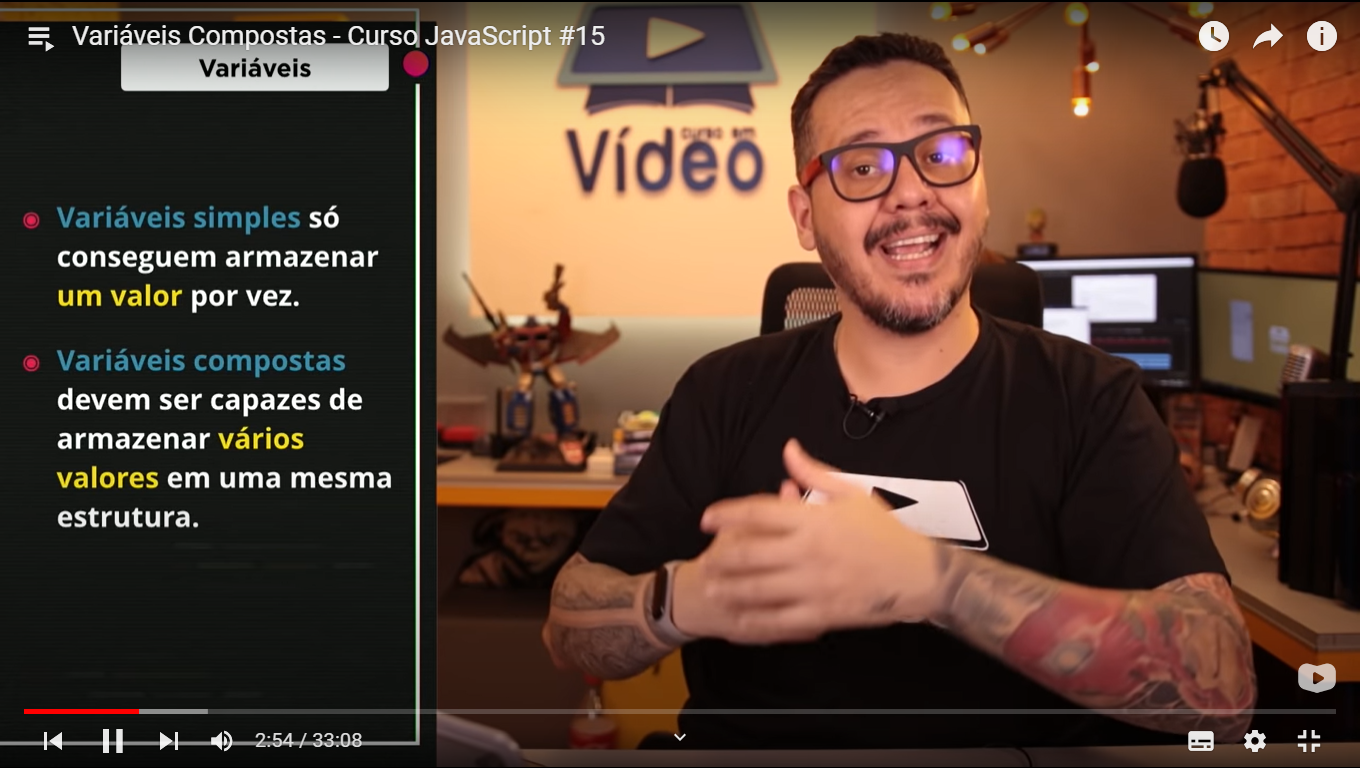 Variáveis Compostas - Curso JavaScript #15
Variáveis
Variáveis simples só
conseguem armazenar
um valor por vez.
Variáveis compostas
devem ser capazes de
armazenar vários
valores em uma mesma
estrutura.
curso em
Vídeo
2:54 / 33:08